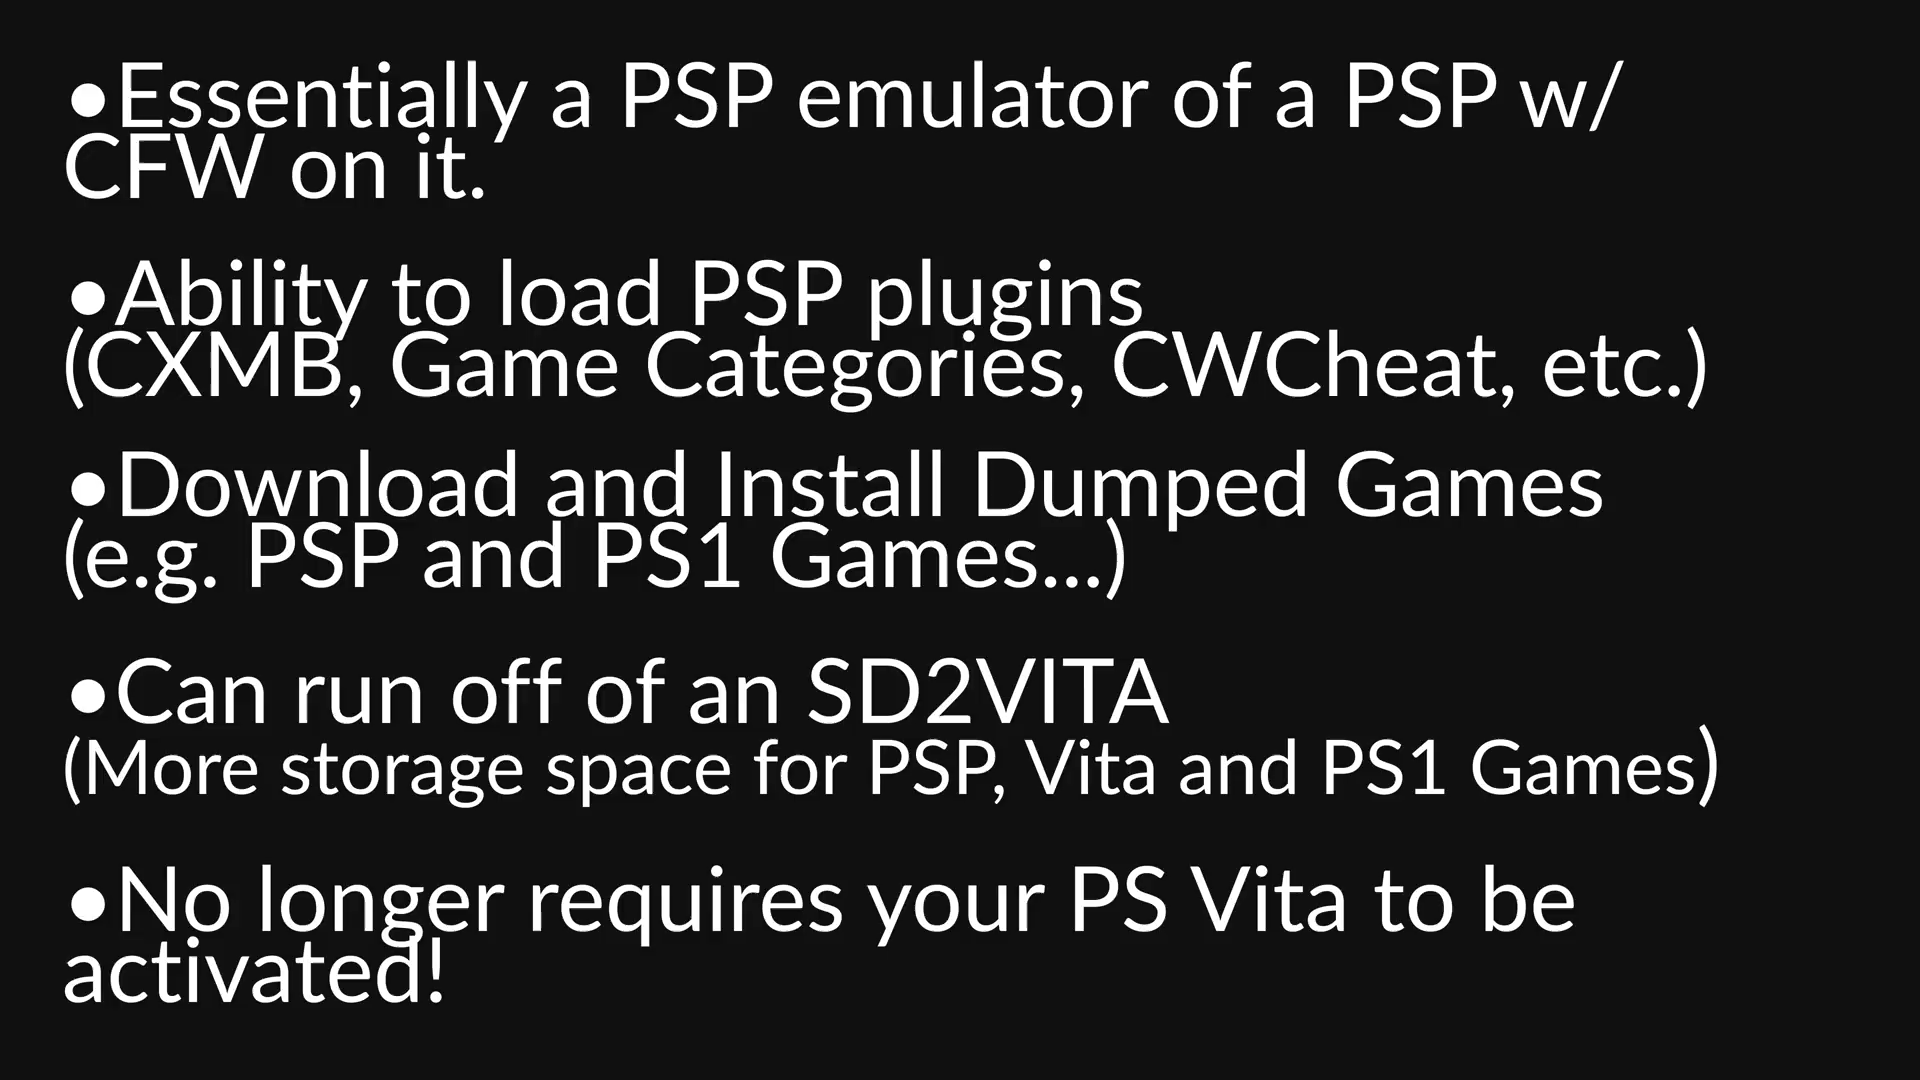 •Essentially a PSP emulator of a PSP w/
CFW on it.
•Ability to load PSP plugins
(CXMB, Game Categories, CWCheat, etc.)
•Download and Install Dumped Games
(e.g. PSP and PS1 Games...)
•Can run off of an SD2VITA
(More storage space for PSP, Vita and PS1 Games)
•No longer requires your PS Vita to be
activated!